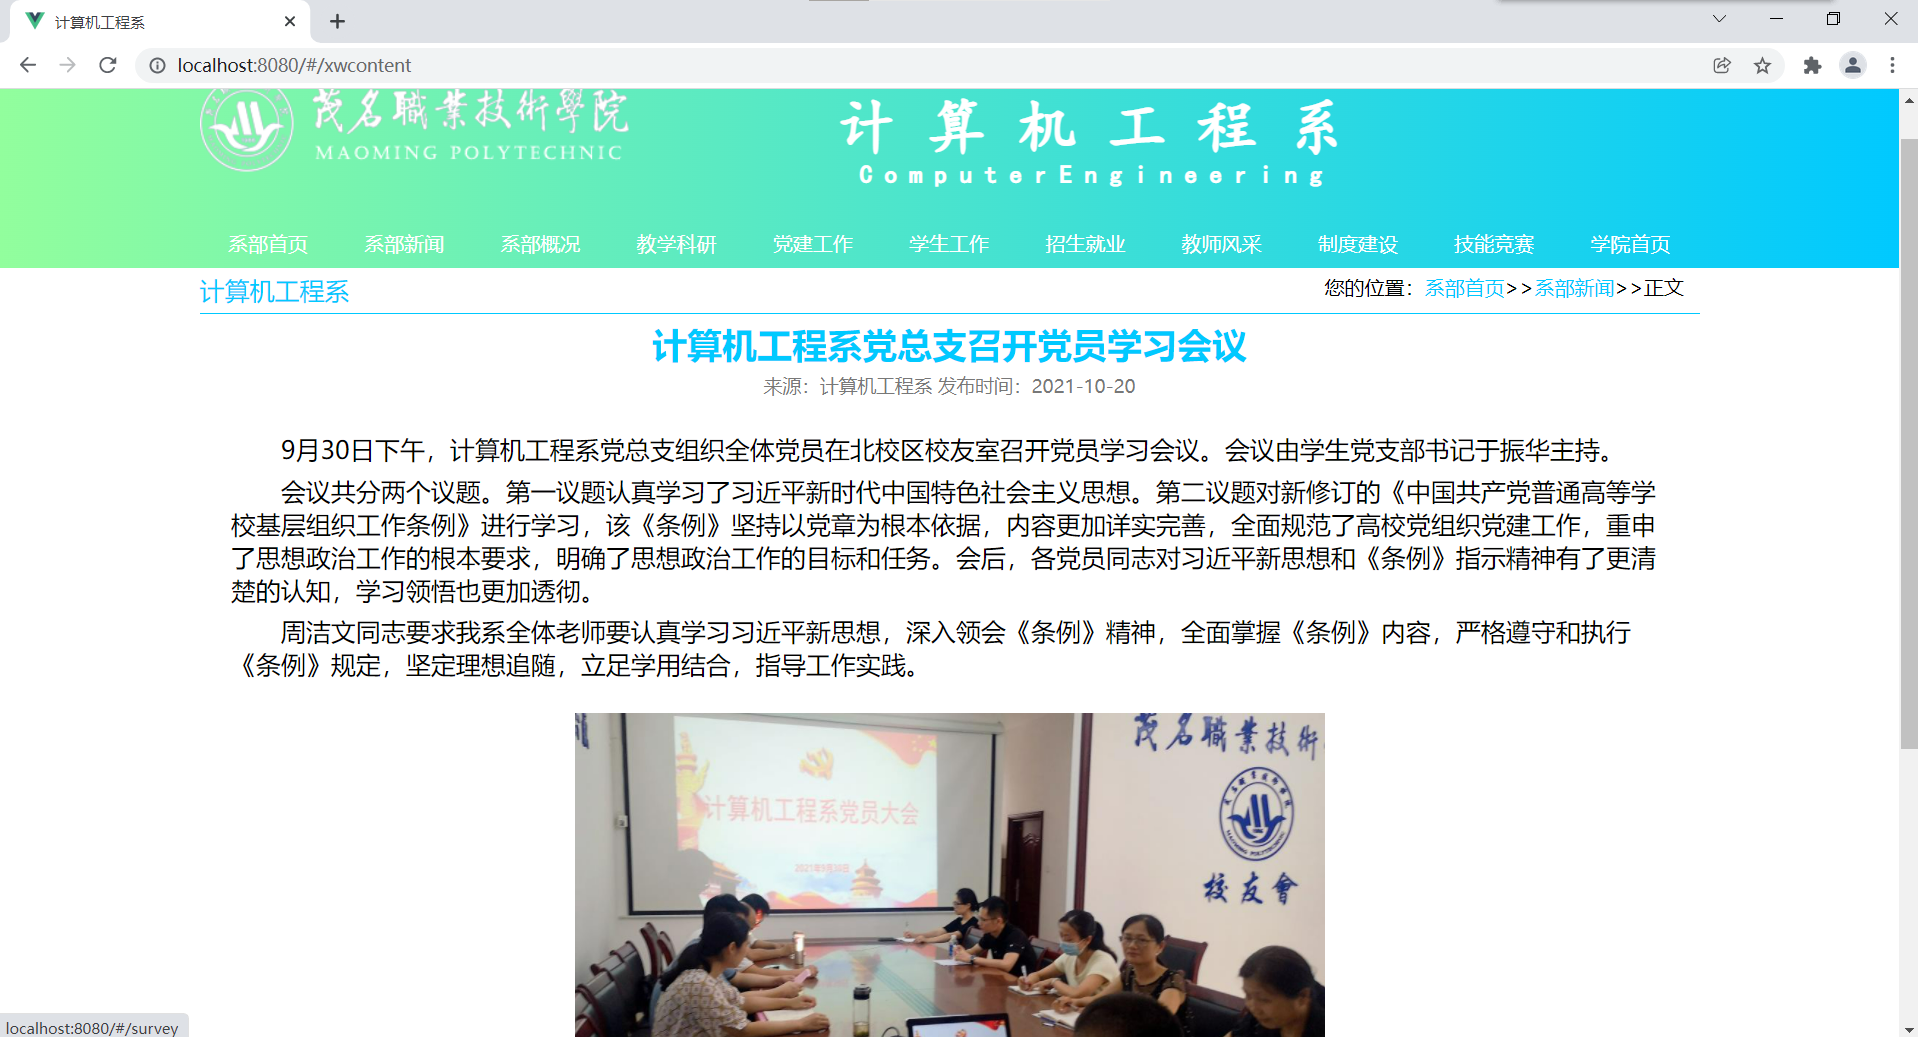 计算机工程系
localhost:8080/#/xwcontent
茂名職業技術學院
MAOMING POLYTECHNIC
计算机工程系
ComputerEngineering
系部首页 系部新闻 系部概况 教学科研 党建工作 学生工作 招生就业 教师风采 制度建设 技能竞赛 学院首页
计算机工程系
您的位置：系部首页>>系部新闻>>正文
计算机工程系党总支召开党员学习会议
来源：计算机工程系 发布时间：2021-10-20
9月30日下午，计算机工程系党总支组织全体党员在北校区校友室召开党员学习会议。会议由学生党支部书记于振华主持。
会议共分两个议题。第一议题认真学习了习近平新时代中国特色社会主义思想。第二议题对新修订的《中国共产党普通高等学
校基层组织工作条例》进行学习，该《条例》坚持以党章为根本依据，内容更加详实完善，全面规范了高校党组织党建工作，重申
了思想政治工作的根本要求，明确了思想政治工作的目标和任务。会后，各党员同志对习近平新思想和《条例》指示精神有了更清
楚的认知，学习领悟也更加透彻。
周洁文同志要求我系全体老师要认真学习习近平新思想，深入领会《条例》精神，全面掌握《条例》内容，严格遵守和执行
《条例》规定，坚定理想追随，立足学用结合，指导工作实践。
茂名職業技術
计算机工程系党员大会
2021年9月30日
校友會
localhost:8080/#/survey